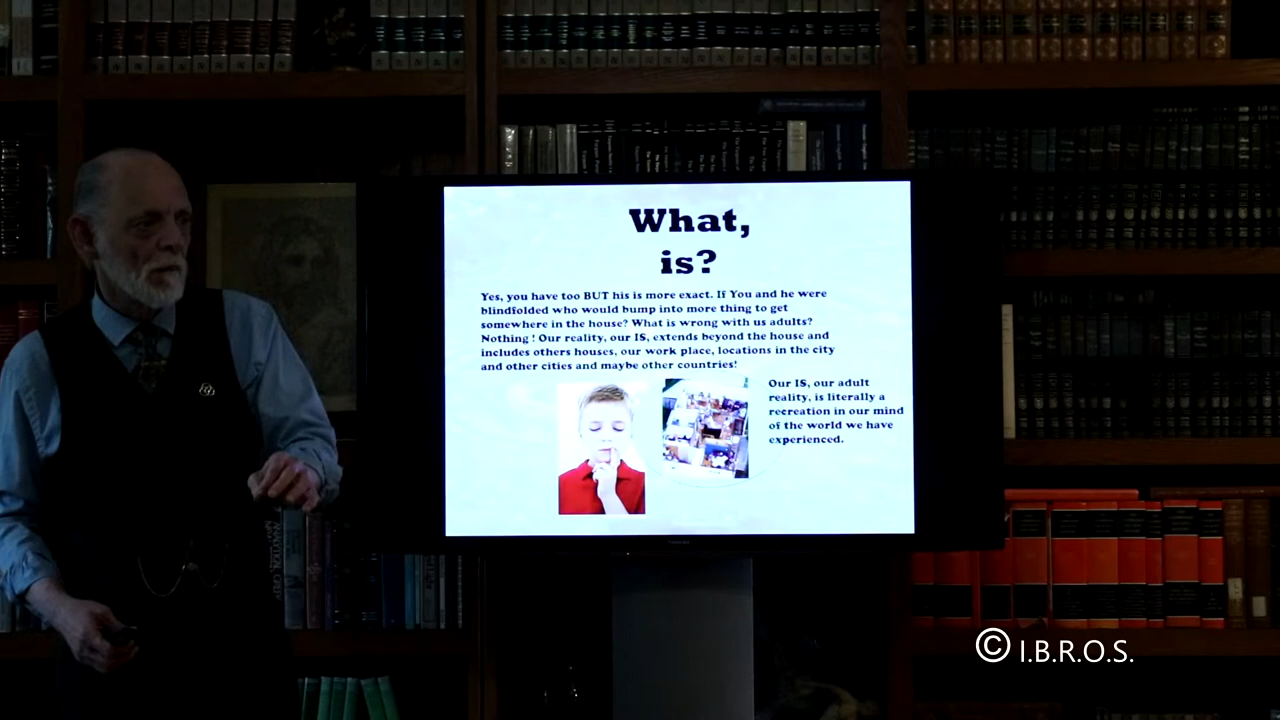 What,
is?
Yes, you have too BUT his is more exact. If You and he were
blindfolded who would bump into more thing to get
somewhere in the house? What is wrong with us adults?
Nothing ! Our reality, our IS, extends beyond the house and
includes others houses, our work place, locations in the city
and other cities and maybe other countries!
Our IS, our adult
reality, is literally a
recreation in our mind
of the world we have
experienced.
© I.B.R.O.S.